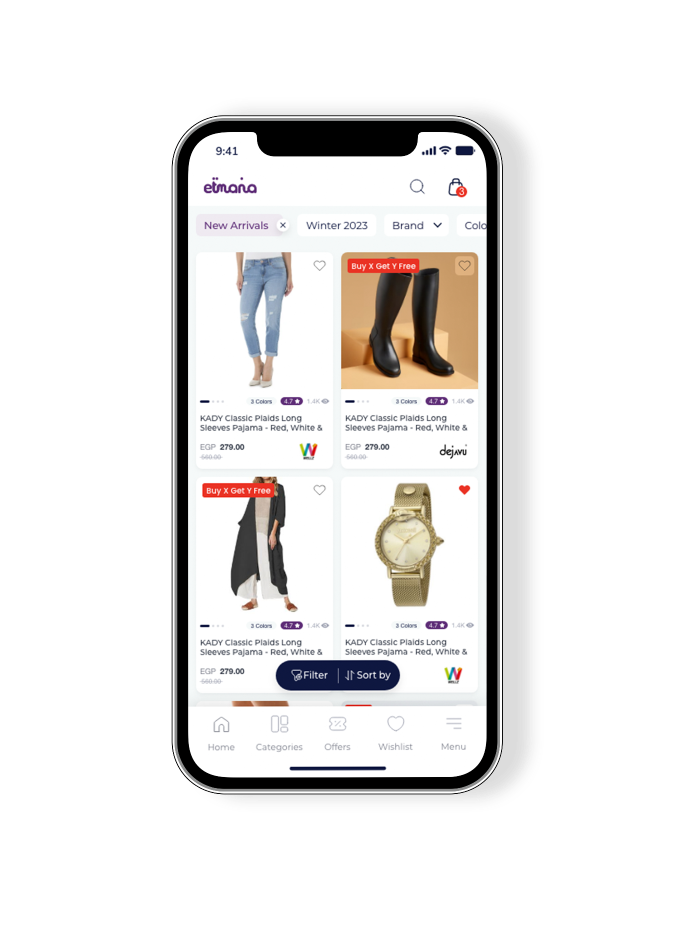 9:41
etmana
3
New Arrivals
Winter 2023
Brand
Colo
Buy X Get Y Free
3 Colors
4.7
1.4K
3 Colors
4.7
1.4K
KADY Classic Plaids Long
Sleeves Pajama - Red, White &
KADY Classic Plaids Long
Sleeves Pajama - Red, White &
EGP 279.00
560.00
EGP 279.00
560.00
dejavu
Buy X Get Y Free
3 Colors
4.7
1.4K
3 Colors
4.7
1.4K
KADY Classic Plaids Long
Sleeves Pajama - Red, White &
KADY Classic Plaids Long
Sleeves Pajama - Red, White &
EGP 279.00
560.00
Filter
Sort by
Home
Categories
Offers
Wishlist
Menu